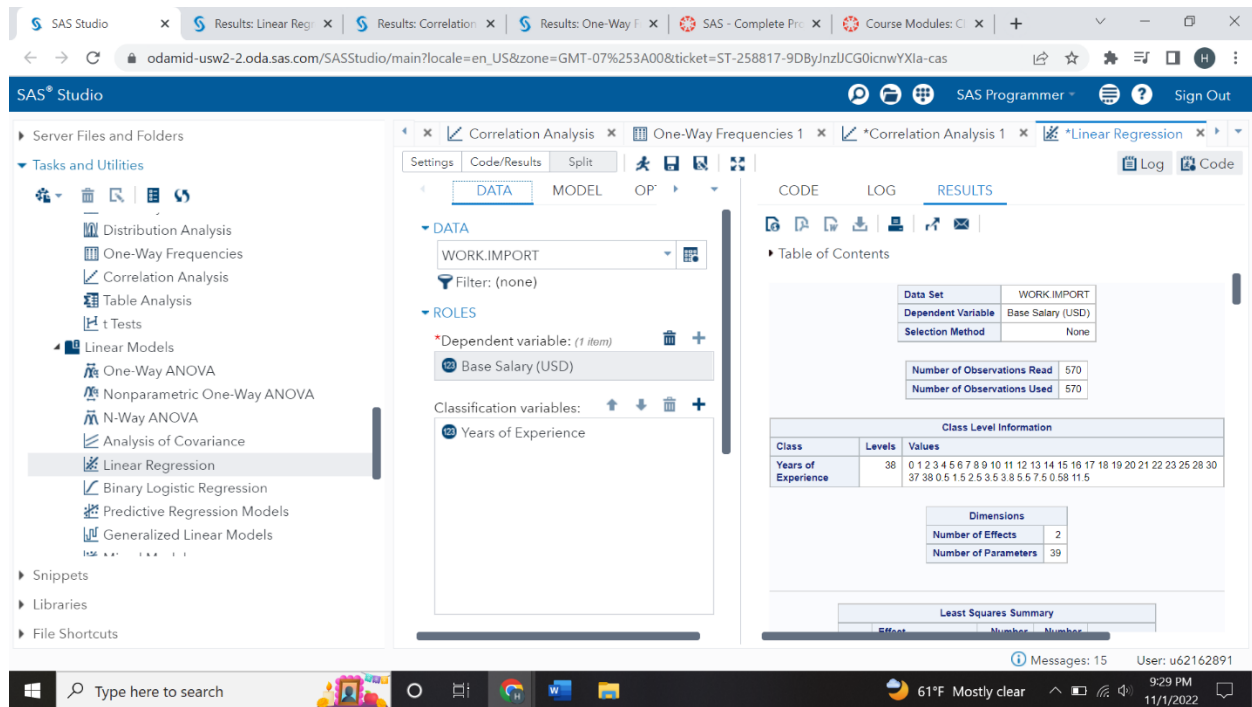 SAS Studio
Results: Linear Regr
Results: Correlation
Results: One-Way F
SAS - Complete Pro
Course Modules: C
odamid-usw2-2.oda.sas.com/SASStudio/main?locale=en_US&zone=GMT-07%253A00&ticket=ST-258817-9DByJnzlJCG0icnwYXIa-cas
H
SAS® Studio
SAS Programmer
Sign Out
Server Files and Folders
Tasks and Utilities
Distribution Analysis
One-Way Frequencies
Correlation Analysis
Table Analysis
t Tests
Linear Models
One-Way ANOVA
Nonparametric One-Way ANOVA
N-Way ANOVA
Analysis of Covariance
Linear Regression
Binary Logistic Regression
Predictive Regression Models
Generalized Linear Models
Snippets
Libraries
File Shortcuts
Correlation Analysis
One-Way Frequencies 1
*Correlation Analysis 1
*Linear Regression
Settings Code/Results Split
Log Code
DATA MODEL OP
DATA
WORK.IMPORT
Filter: (none)
ROLES
*Dependent variable: (1 item)
123 Base Salary (USD)
Classification variables:
123 Years of Experience
CODE LOG RESULTS
Table of Contents
Data Set WORK.IMPORT
Dependent Variable Base Salary (USD)
Selection Method None
Number of Observations Read 570
Number of Observations Used 570
Class Level Information
Class Levels Values
Years of Experience 38 0 1 2 3 4 5 6 7 8 9 10 11 12 13 14 15 16 17 18 19 20 21 22 23 25 28 30
37 38 0.5 1.5 2.5 3.5 3.8 5.5 7.5 0.58 11.5
Dimensions
Number of Effects 2
Number of Parameters 39
Least Squares Summary
Effect Number Number
Messages: 15 User: u62162891
Type here to search
61°F Mostly clear
9:29 PM
11/1/2022